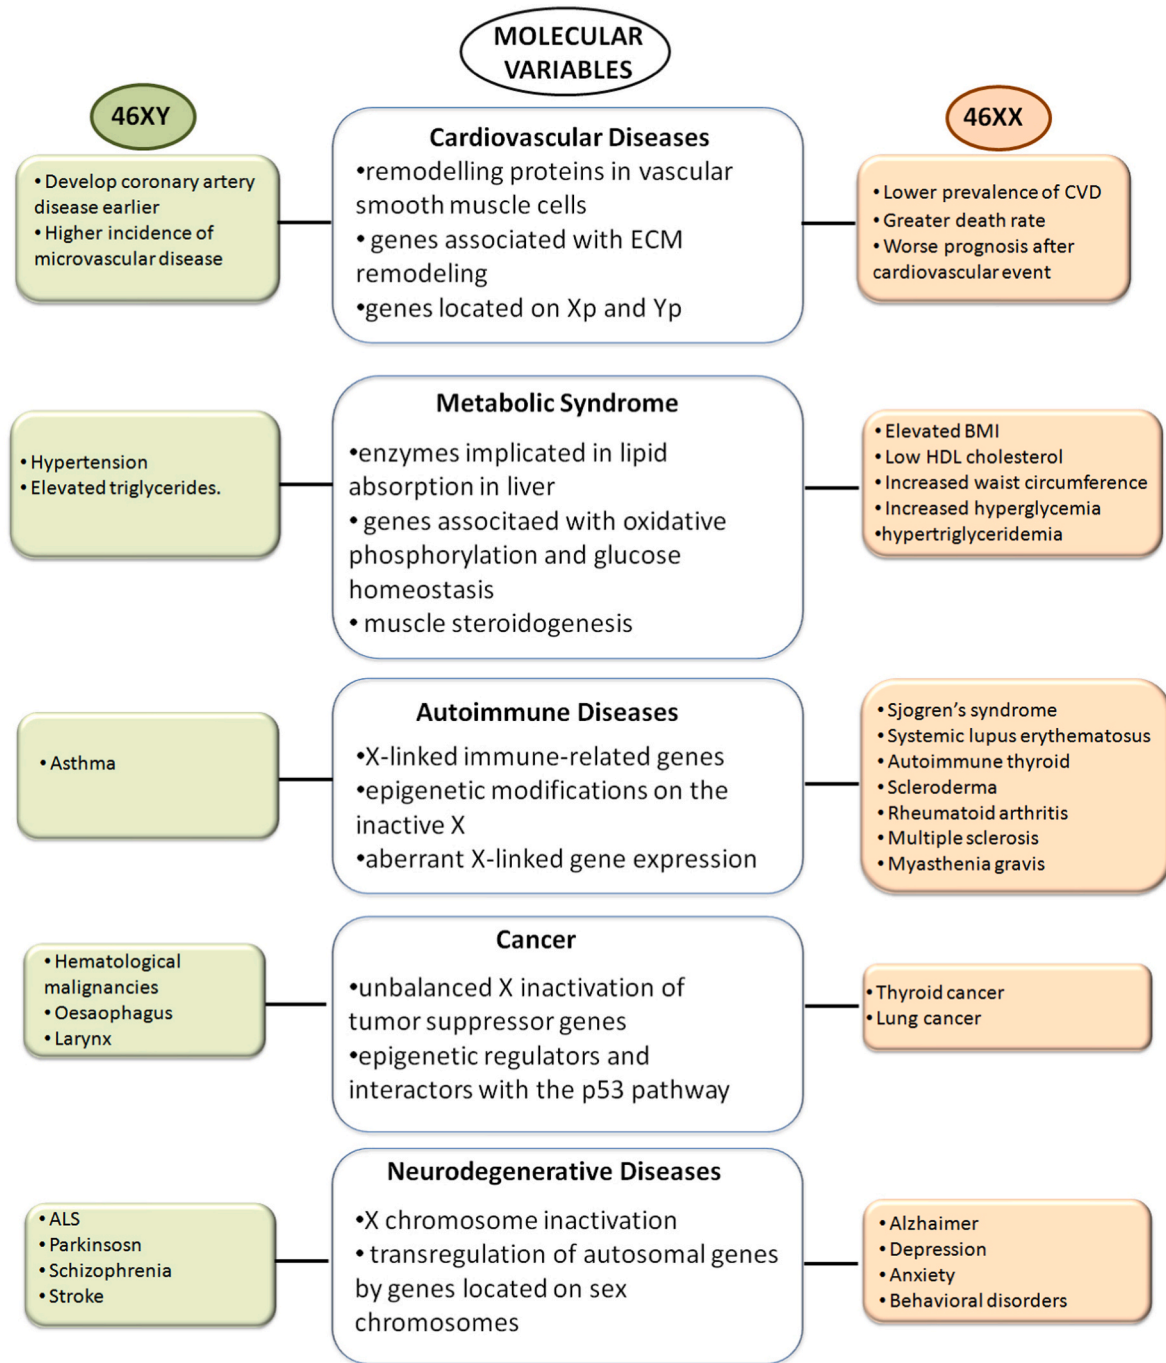 MOLECULAR
VARIABLES
46XY
46XX
• Develop coronary artery
disease earlier
• Higher incidence of
microvascular disease
Cardiovascular Diseases
•remodelling proteins in vascular
smooth muscle cells
• genes associated with ECM
remodeling
•genes located on Xp and Yp
• Lower prevalence of CVD
• Greater death rate
• Worse prognosis after
cardiovascular event
• Hypertension
• Elevated triglycerides.
Metabolic Syndrome
•enzymes implicated in lipid
absorption in liver
• genes associtaed with oxidative
phosphorylation and glucose
homeostasis
• muscle steroidogenesis
• Elevated BMI
• Low HDL cholesterol
• Increased waist circumference
• Increased hyperglycemia
•hypertriglyceridemia
• Asthma
Autoimmune Diseases
•X-linked immune-related genes
•epigenetic modifications on the
inactive X
•aberrant X-linked gene expression
• Sjogren’s syndrome
• Systemic lupus erythematosus
• Autoimmune thyroid
• Scleroderma
• Rheumatoid arthritis
• Multiple sclerosis
• Myasthenia gravis
• Hematological
malignancies
• Oesaophagus
• Larynx
Cancer
•unbalanced X inactivation of
tumor suppressor genes
•epigenetic regulators and
interactors with the p53 pathway
• Thyroid cancer
• Lung cancer
• ALS
• Parkinsosn
• Schizophrenia
• Stroke
Neurodegenerative Diseases
•X chromosome inactivation
• transregulation of autosomal genes
by genes located on sex
chromosomes
• Alzhaimer
• Depression
• Anxiety
• Behavioral disorders